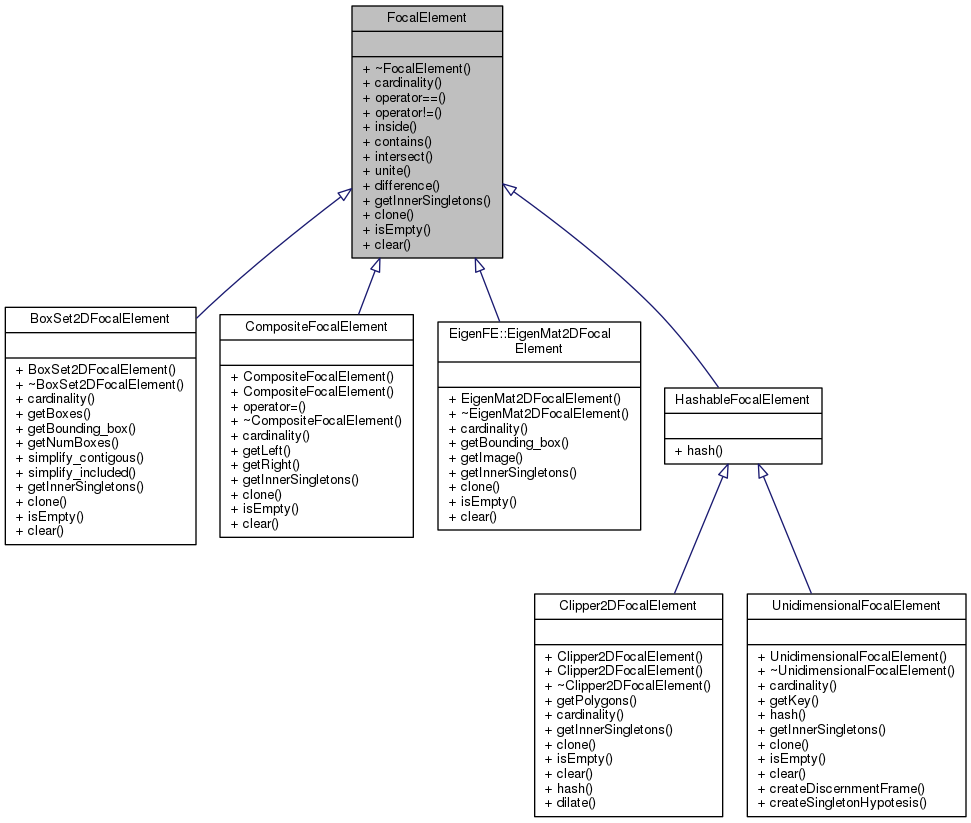 FocalElement
+ ~FocalElement()
+ cardinality()
+ operator==()
+ operator!=()
+ inside()
+ contains()
+ intersect()
+ unite()
+ difference()
+ getInnerSingletons()
+ clone()
+ isEmpty()
+ clear()
BoxSet2DFocalElement
+ BoxSet2DFocalElement()
+ ~BoxSet2DFocalElement()
+ cardinality()
+ getBoxes()
+ getBounding_box()
+ getNumBoxes()
+ simplify_contigous()
+ simplify_included()
+ getInnerSingletons()
+ clone()
+ isEmpty()
+ clear()
CompositeFocalElement
+ CompositeFocalElement()
+ CompositeFocalElement()
+ operator=()
+ ~CompositeFocalElement()
+ cardinality()
+ getLeft()
+ getRight()
+ getInnerSingletons()
+ clone()
+ isEmpty()
+ clear()
EigenFE::EigenMat2DFocal
Element
+ EigenMat2DFocalElement()
+ ~EigenMat2DFocalElement()
+ cardinality()
+ getBounding_box()
+ getImage()
+ getInnerSingletons()
+ clone()
+ isEmpty()
+ clear()
HashableFocalElement
+ hash()
Clipper2DFocalElement
+ Clipper2DFocalElement()
+ Clipper2DFocalElement()
+ ~Clipper2DFocalElement()
+ getPolygons()
+ cardinality()
+ getInnerSingletons()
+ clone()
+ isEmpty()
+ clear()
+ hash()
+ dilate()
UnidimensionalFocalElement
+ UnidimensionalFocalElement()
+ ~UnidimensionalFocalElement()
+ cardinality()
+ getKey()
+ hash()
+ getInnerSingletons()
+ clone()
+ isEmpty()
+ clear()
+ createDiscernmentFrame()
+ createSingletonHypotesis()